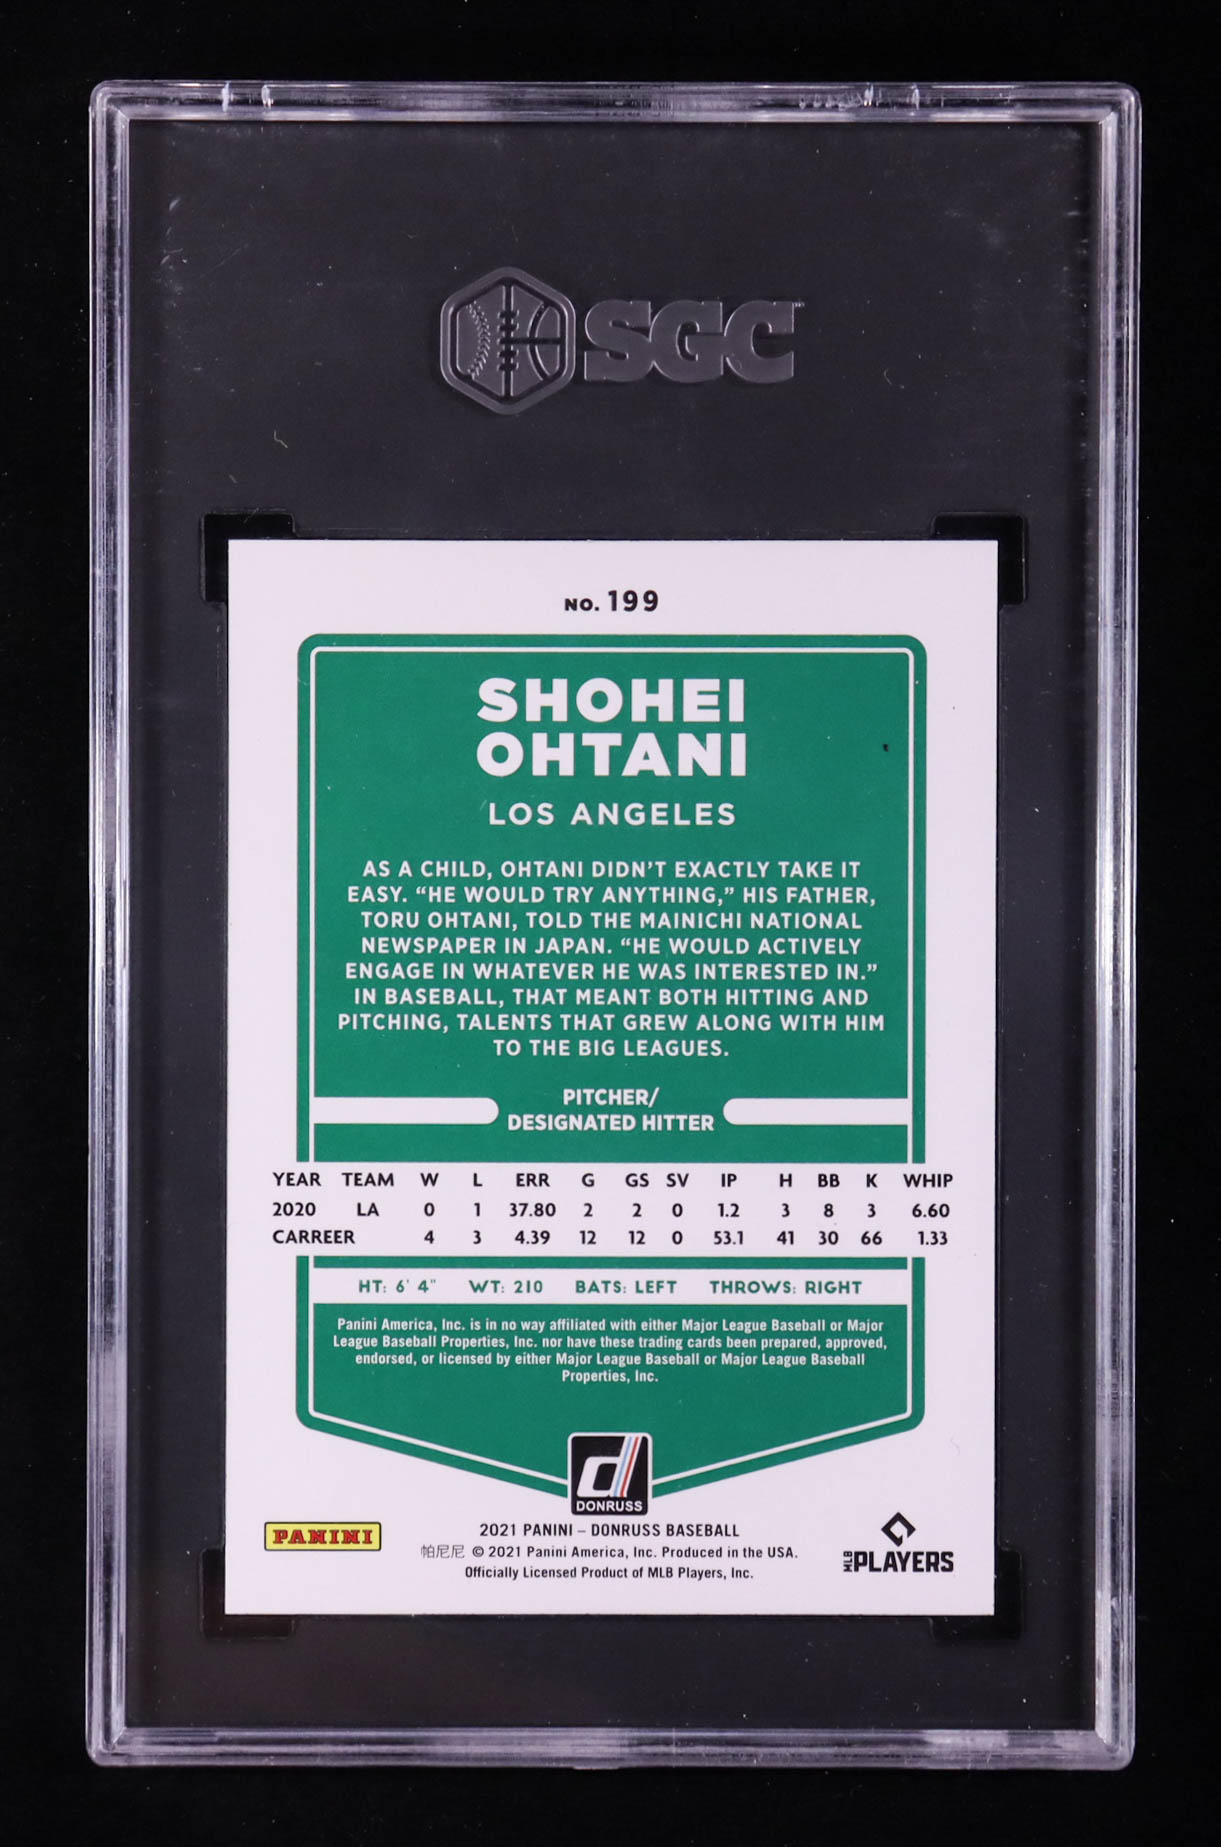 SGC
NO. 199
SHOHEI
OHTANI
LOS ANGELES
AS A CHILD, OHTANI DIDN'T EXACTLY TAKE IT
EASY. “HE WOULD TRY ANYTHING,” HIS FATHER,
TORU OHTANI, TOLD THE MAINICHI NATIONAL
NEWSPAPER IN JAPAN. “HE WOULD ACTIVELY
ENGAGE IN WHATEVER HE WAS INTERESTED IN.”
IN BASEBALL, THAT MEANT BOTH HITTING AND
PITCHING, TALENTS THAT GREW ALONG WITH HIM
TO THE BIG LEAGUES.
PITCHER/
DESIGNATED HITTER
YEAR TEAM W L ERR G GS SV IP H BB K WHIP
2020 LA 0 1 37.80 2 2 0 1.2 3 8 3 6.60
CARREER 4 3 4.39 12 12 0 53.1 41 30 66 1.33
HT: 6' 4" WT: 210 BATS: LEFT THROWS: RIGHT
Panini America, Inc. is in no way affiliated with either Major League Baseball or Major
League Baseball Properties, Inc. nor have these trading cards been prepared, approved,
endorsed, or licensed by either Major League Baseball or Major League Baseball
Properties, Inc.
d
DONRUSS
PANINI
2021 PANINI – DONRUSS BASEBALL
帕尼尼 © 2021 Panini America, Inc. Produced in the USA.
Officially Licensed Product of MLB Players, Inc.
MLB PLAYERS